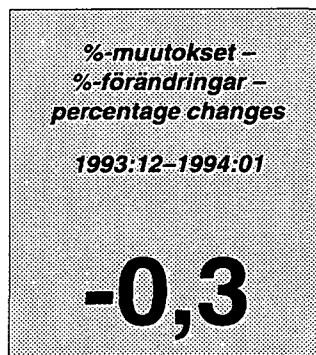 %-muutokset –
%-förändringar –
percentage changes
1993:12–1994:01
-0,3